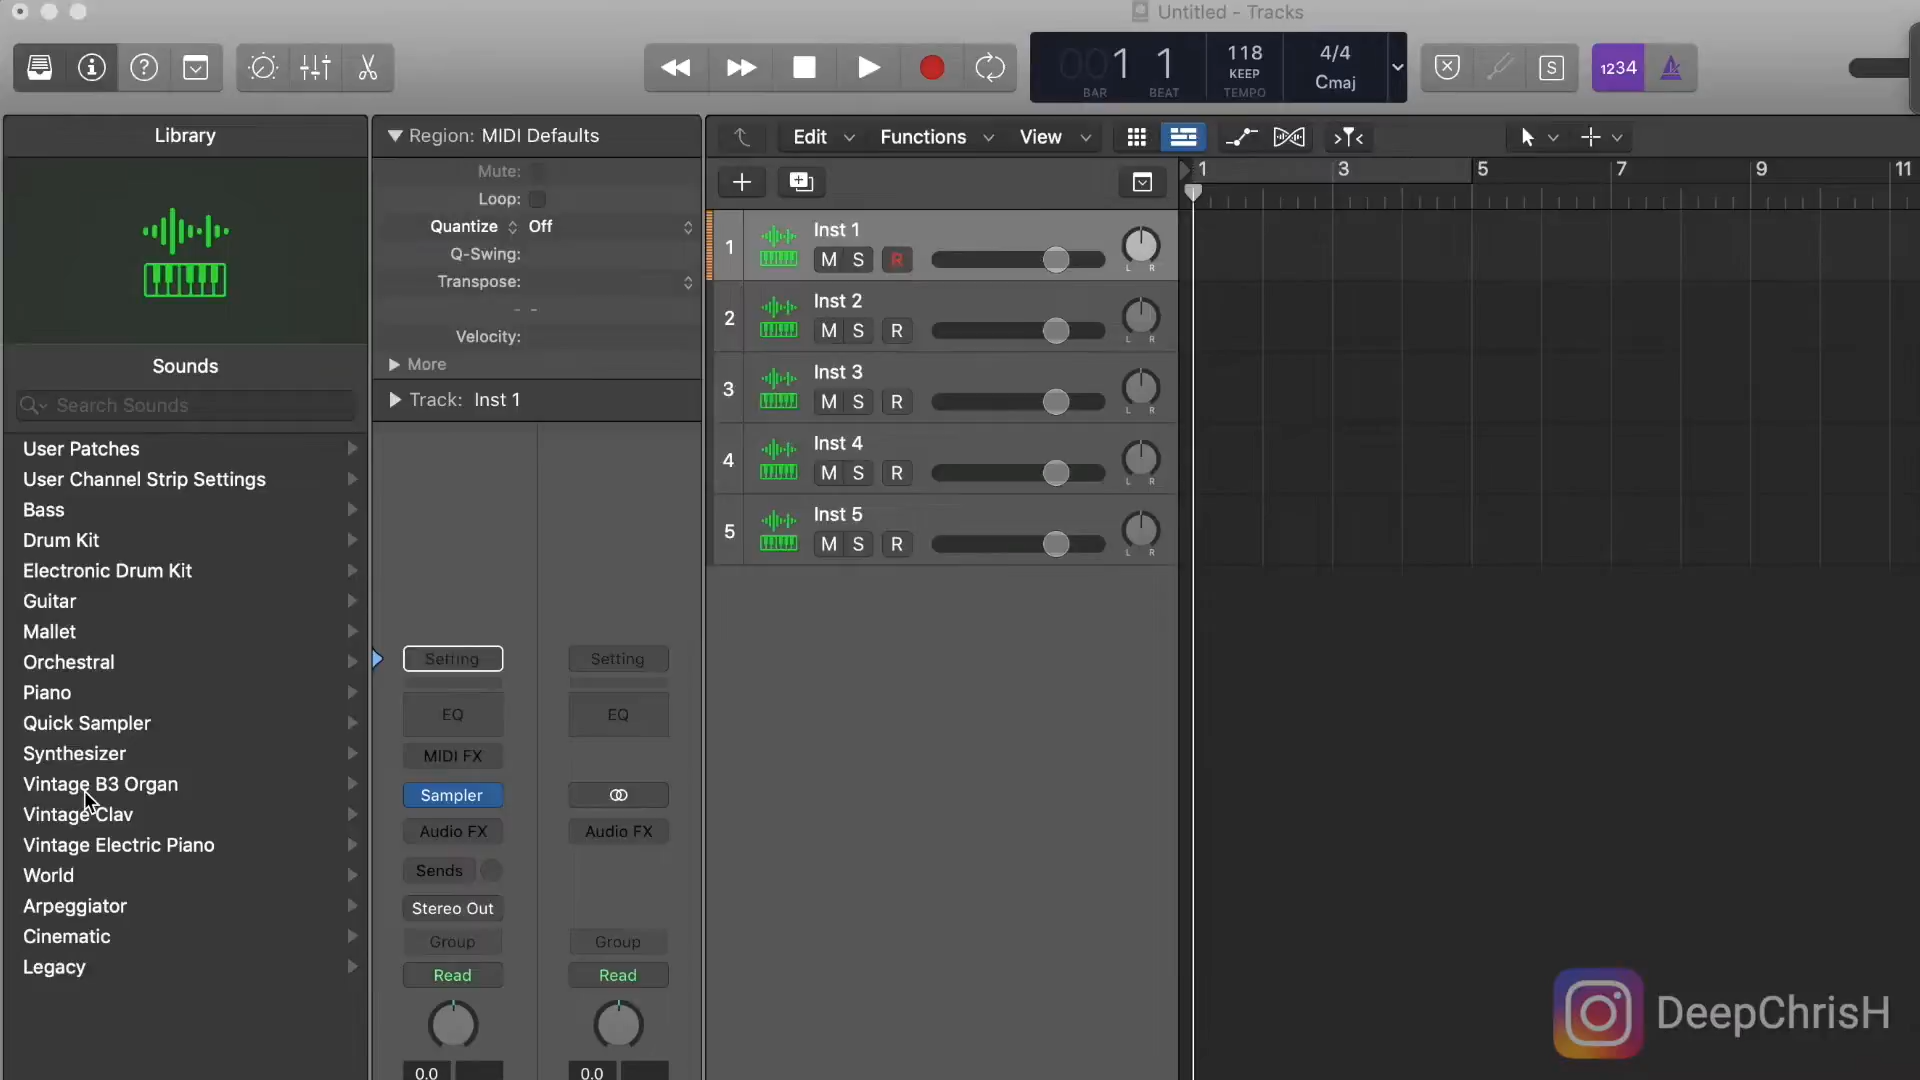 Untitled - Tracks
001 1
BAR BEAT
118
KEEP
TEMPO
4/4
Cmaj
S
1234
Library
Region: MIDI Defaults
Edit Functions View
Mute:
Loop:
Quantize Off
Q-Swing:
Transpose:
- -
Velocity:
More
Track: Inst 1
1 3 5 7 9 11
Sounds
Search Sounds
User Patches
User Channel Strip Settings
Bass
Drum Kit
Electronic Drum Kit
Guitar
Mallet
Orchestral
Piano
Quick Sampler
Synthesizer
Vintage B3 Organ
Vintage Clav
Vintage Electric Piano
World
Arpeggiator
Cinematic
Legacy
1 Inst 1
M S R
L R
2 Inst 2
M S R
L R
3 Inst 3
M S R
L R
4 Inst 4
M S R
L R
5 Inst 5
M S R
L R
Setting Setting
EQ EQ
MIDI FX
Sampler
Audio FX Audio FX
Sends
Stereo Out
Group Group
Read Read
0.0 0.0
DeepChrisH